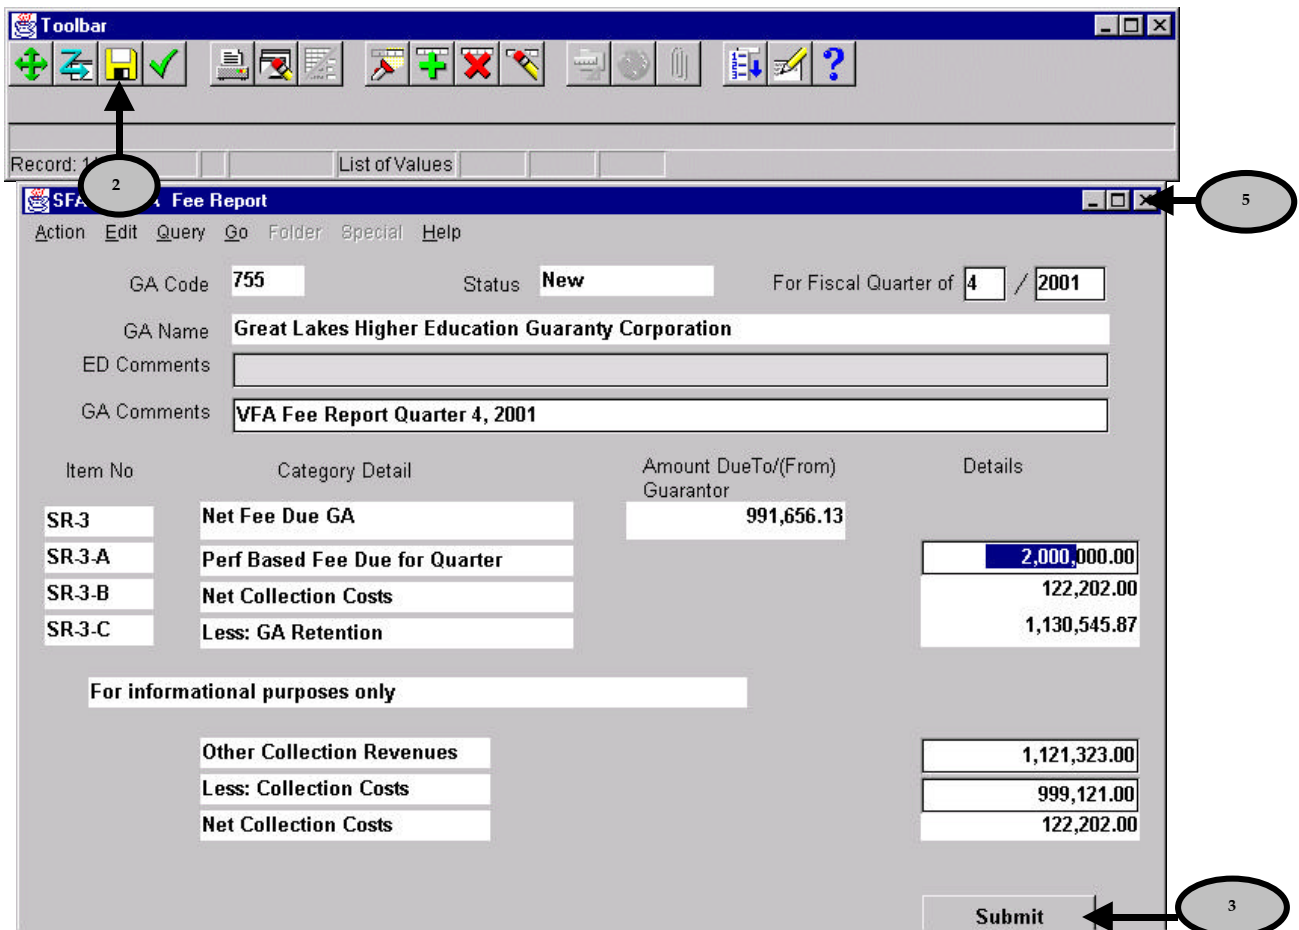 Toolbar
Record: 1
List of Values
2
SFA Fee Report
5
Action Edit Query Go Folder Special Help
GA Code 755 Status New For Fiscal Quarter of 4 / 2001
GA Name Great Lakes Higher Education Guaranty Corporation
ED Comments
GA Comments VFA Fee Report Quarter 4, 2001
Item No Category Detail Amount DueTo/(From) Details
Guarantor
SR-3 Net Fee Due GA 991,656.13
SR-3-A Perf Based Fee Due for Quarter 2,000,000.00
SR-3-B Net Collection Costs 122,202.00
SR-3-C Less: GA Retention 1,130,545.87
For informational purposes only
Other Collection Revenues 1,121,323.00
Less: Collection Costs 999,121.00
Net Collection Costs 122,202.00
Submit 3